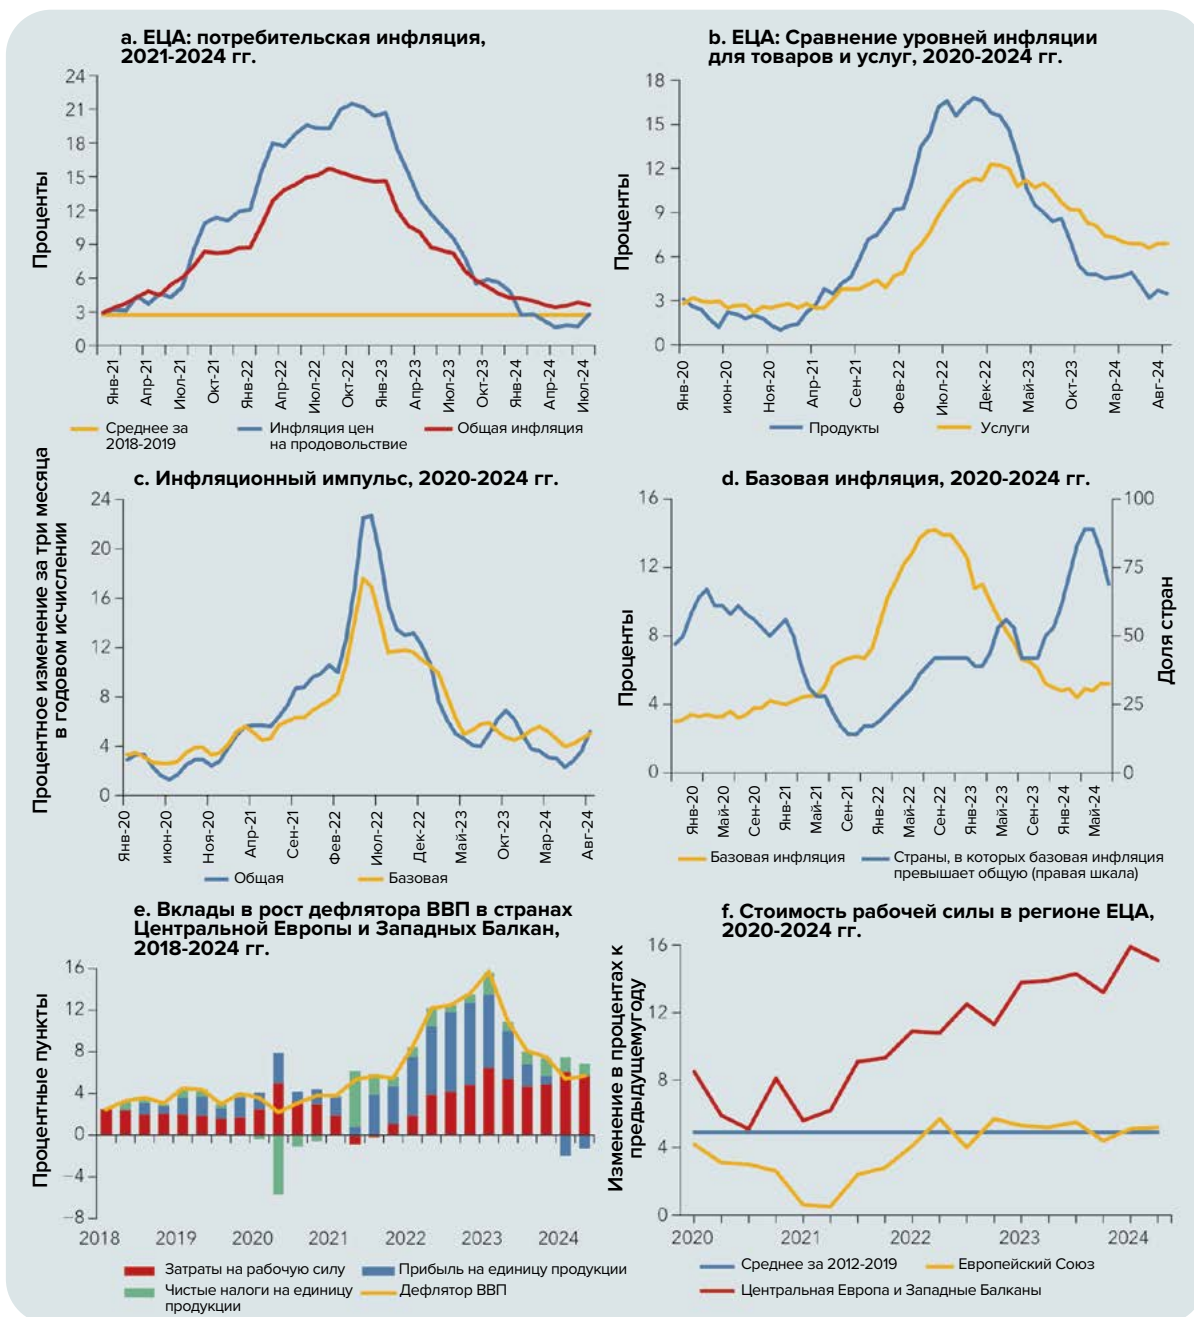 a. ЕЦА: потребительская инфляция,
2021-2024 гг.
Проценты
24
21
18
15
12
9
6
3
0
Янв-21
Апр-21
Июл-21
Окт-21
Янв-22
Апр-22
Июл-22
Окт-22
Янв-23
Апр-23
Июл-23
Окт-23
Янв-24
Апр-24
Июл-24
Среднее за
2018-2019
Инфляция цен
на продовольствие
Общая инфляция
b. ЕЦА: Сравнение уровней инфляции
для товаров и услуг, 2020-2024 гг.
Проценты
18
15
12
9
6
3
0
Янв-20
июн-20
Ноя-20
Апр-21
Сен-21
Фев-22
Июл-22
Дек-22
Май-23
Окт-23
Мар-24
Авг-24
Продукты
Услуги
c. Инфляционный импульс, 2020-2024 гг.
Процентное изменение за три месяца
в годовом исчислении
24
20
16
12
8
4
0
Янв-20
июн-20
Ноя-20
Апр-21
Сен-21
Фев-22
Июл-22
Дек-22
Май-23
Окт-23
Мар-24
Авг-24
Общая
Базовая
d. Базовая инфляция, 2020-2024 гг.
Проценты
16
12
8
4
0
100
75
50
25
0
Доля стран
Янв-20
Май-20
Сен-20
Янв-21
Май-21
Сен-21
Янв-22
Май-22
Сен-22
Янв-23
Май-23
Сен-23
Янв-24
Май-24
Базовая инфляция
Страны, в которых базовая инфляция
превышает общую (правая шкала)
e. Вклады в рост дефлятора ВВП в странах
Центральной Европы и Западных Балкан,
2018-2024 гг.
Процентные пункты
16
12
8
4
0
−4
−8
2018
2019
2020
2021
2022
2023
2024
Затраты на рабочую силу
Прибыль на единицу продукции
Чистые налоги на единицу
продукции
Дефлятор ВВП
f. Стоимость рабочей силы в регионе ЕЦА,
2020-2024 гг.
Изменение в процентах к
предыдущемугоду
16
12
8
4
0
2020
2021
2022
2023
2024
Среднее за 2012-2019
Европейский Союз
Центральная Европа и Западные Балканы